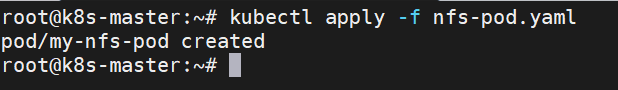 root@k8s-master:~# kubectl apply -f nfs-pod.yaml
pod/my-nfs-pod created
root@k8s-master:~#